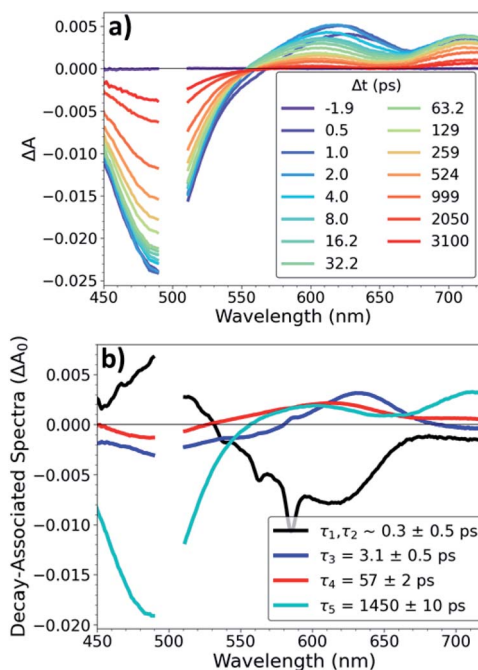 a)
0.005
0.000
−0.005
−0.010
−0.015
−0.020
−0.025
ΔA
Δt (ps)
-1.9 63.2
0.5 129
1.0 259
2.0 524
4.0 999
8.0 2050
16.2 3100
32.2
450 500 550 600 650 700
Wavelength (nm)
b)
0.005
0.000
−0.005
−0.010
−0.015
−0.020
Decay-Associated Spectra (ΔA₀)
τ₁,τ₂ ~ 0.3 ± 0.5 ps
τ₃ = 3.1 ± 0.5 ps
τ₄ = 57 ± 2 ps
τ₅ = 1450 ± 10 ps
450 500 550 600 650 700
Wavelength (nm)